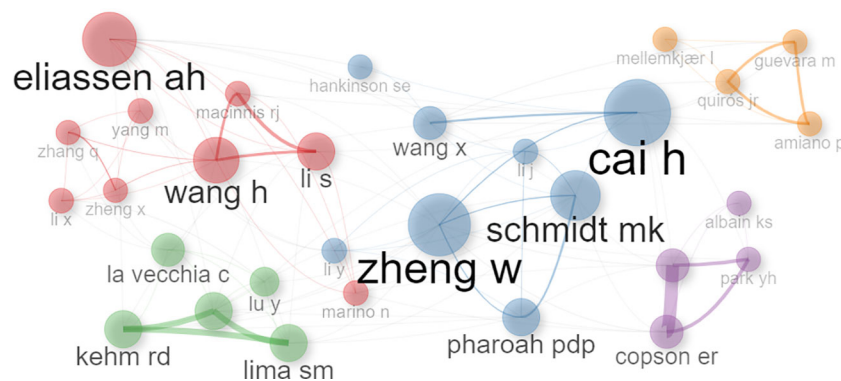 eliassen ah
hankinson se
mellemkjær l
guevara m
quiros jr
amiano p
macinnis rj
yang m
zhang q
wang x
li j
cai h
wang h
li s
li x
zheng x
albain ks
schmidt mk
la vecchia c
li y
zheng w
park yh
lu y
marino n
kehm rd
lima sm
pharoah pdp
copson er